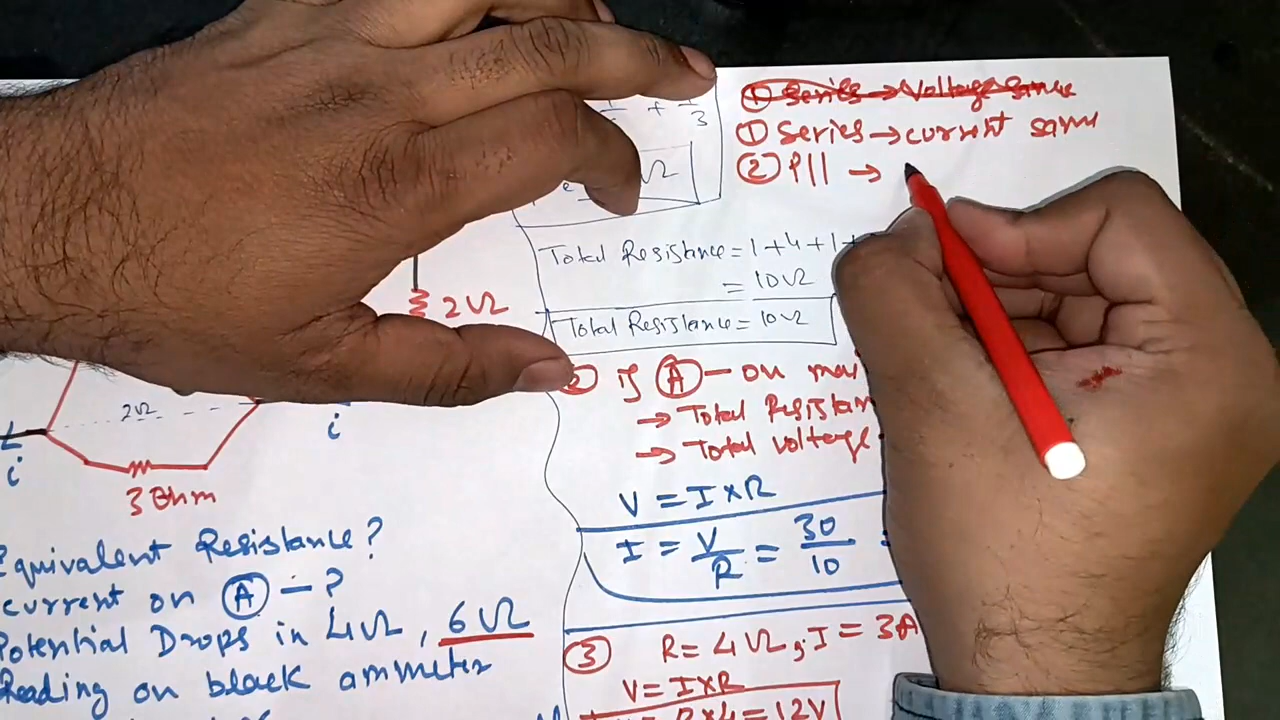 2Ω
2Ω
3 Ohm
i
i
Equivalent Resistance?
Current on A — ?
Potential Drops in 4Ω, 6Ω
Reading on black ammeter
+ 1/3
Ω
① Series → Voltage same
① Series → current same
② P|| →
Total Resistance = 1+4+1+
= 10Ω
Total Resistance = 10Ω
If A — on
→ Total
→ Total voltage
V = I×R
I = V/R = 30/10
③ R = 4Ω, I = 3A
V = I×R
×4 = 12V